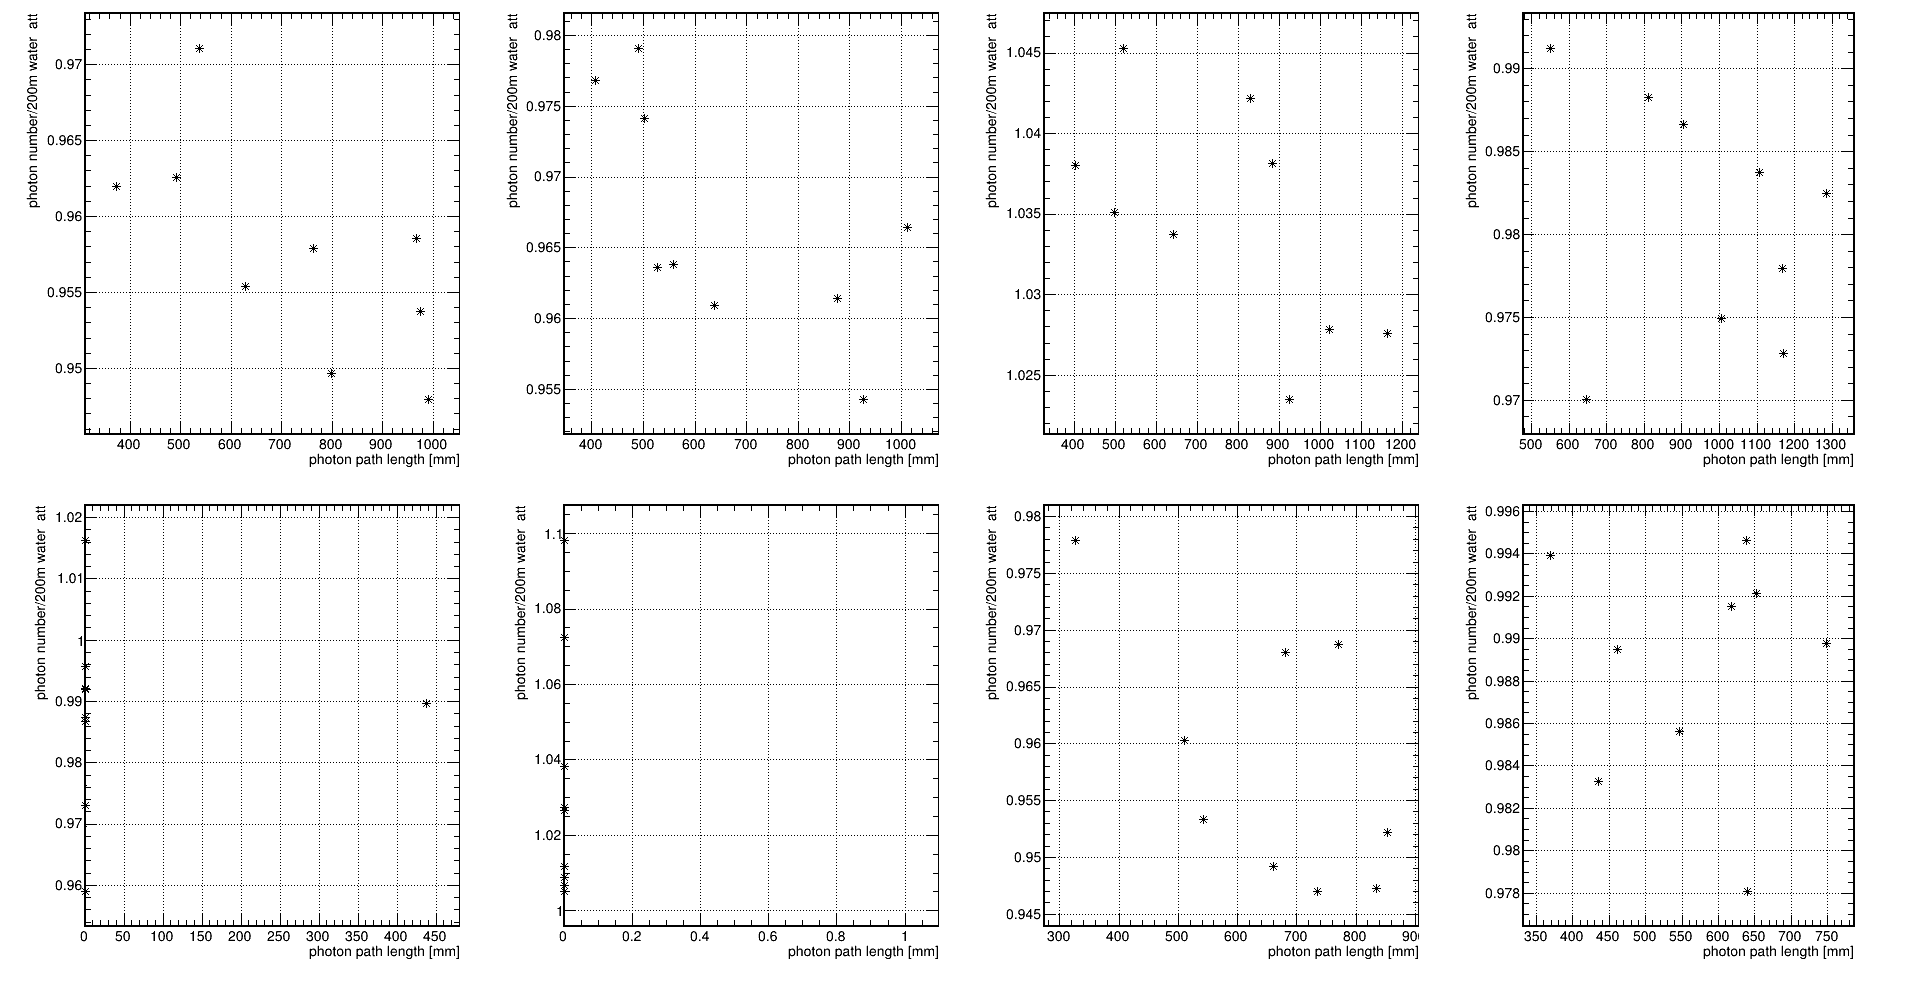 photon number/200m water  att
0.97
0.965
0.96
0.955
0.95
400 500 600 700 800 900 1000
photon path length [mm]
photon number/200m water  att
0.98
0.975
0.97
0.965
0.96
0.955
400 500 600 700 800 900 1000
photon path length [mm]
photon number/200m water  att
1.045
1.04
1.035
1.03
1.025
400 500 600 700 800 900 1000 1100 1200
photon path length [mm]
photon number/200m water  att
0.99
0.985
0.98
0.975
0.97
500 600 700 800 900 1000 1100 1200 1300
photon path length [mm]
photon number/200m water  att
1.02
1.01
1
0.99
0.98
0.97
0.96
0 50 100 150 200 250 300 350 400 450
photon path length [mm]
photon number/200m water  att
1.1
1.08
1.06
1.04
1.02
1
0 0.2 0.4 0.6 0.8 1
photon path length [mm]
photon number/200m water  att
0.98
0.975
0.97
0.965
0.96
0.955
0.95
0.945
300 400 500 600 700 800 90
photon path length [mm]
photon number/200m water  att
0.996
0.994
0.992
0.99
0.988
0.986
0.984
0.982
0.98
0.978
350 400 450 500 550 600 650 700 750
photon path length [mm]